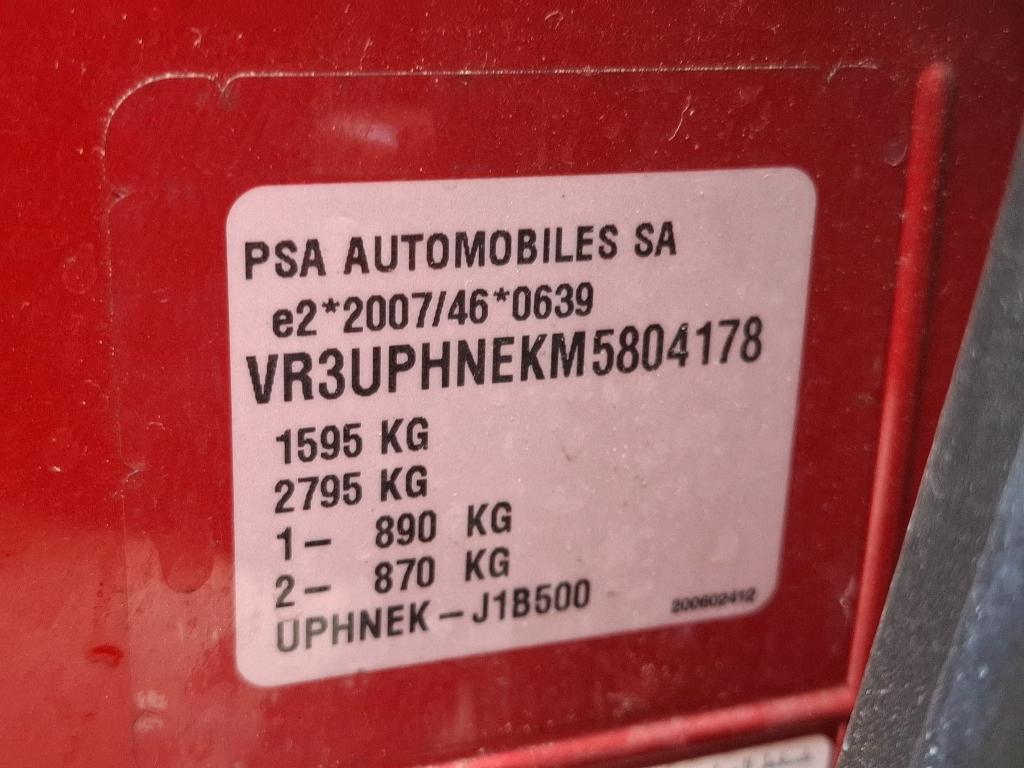 PSA AUTOMOBILES SA
e2*2007/46*0639
VR3UPHNEKM5804178
1595 KG
2795 KG
1- 890 KG
2- 870 KG
UPHNEK-J1B500
200602412